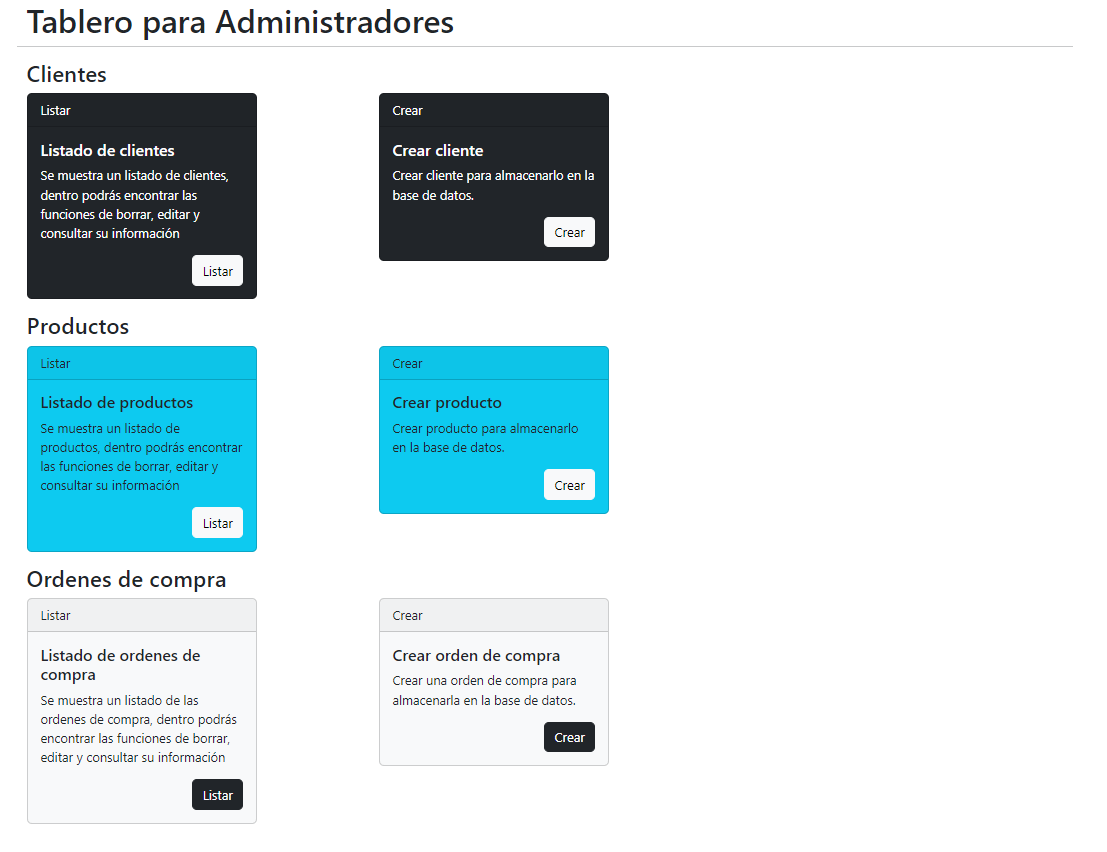 Tablero para Administradores
Clientes
Listar
Listado de clientes
Se muestra un listado de clientes,
dentro podrás encontrar las
funciones de borrar, editar y
consultar su información
Listar
Crear
Crear cliente
Crear cliente para almacenarlo en la
base de datos.
Crear
Productos
Listar
Listado de productos
Se muestra un listado de
productos, dentro podrás encontrar
las funciones de borrar, editar y
consultar su información
Listar
Crear
Crear producto
Crear producto para almacenarlo
en la base de datos.
Crear
Ordenes de compra
Listar
Listado de ordenes de
compra
Se muestra un listado de las
ordenes de compra, dentro podrás
encontrar las funciones de borrar,
editar y consultar su información
Listar
Crear
Crear orden de compra
Crear una orden de compra para
almacenarla en la base de datos.
Crear